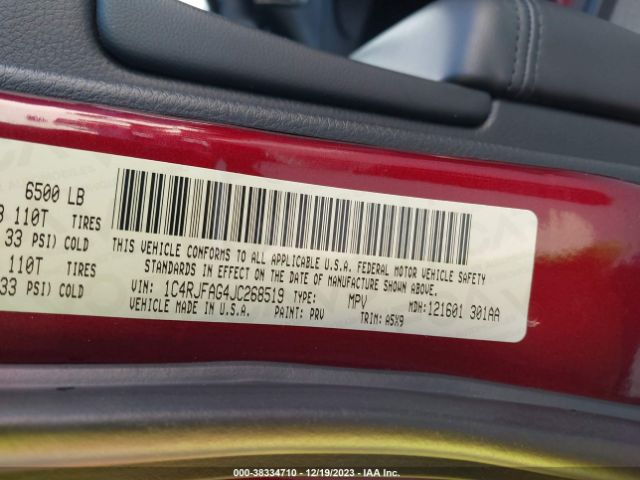 6500 LB
110T TIRES
33 PSI) COLD
110T TIRES
33 PSI) COLD
THIS VEHICLE CONFORMS TO ALL APPLICABLE U.S.A. FEDERAL MOTOR VEHICLE SAFETY
STANDARDS IN EFFECT ON THE DATE OF MANUFACTURE SHOWN ABOVE.
VIN: 1C4RJFAG4JC268519 TYPE: MPV MDH: 121601 301AA
VEHICLE MADE IN U.S.A. PAINT: PRV TRIM: A5X9
000-38334710 - 12/19/2023 - IAA Inc.